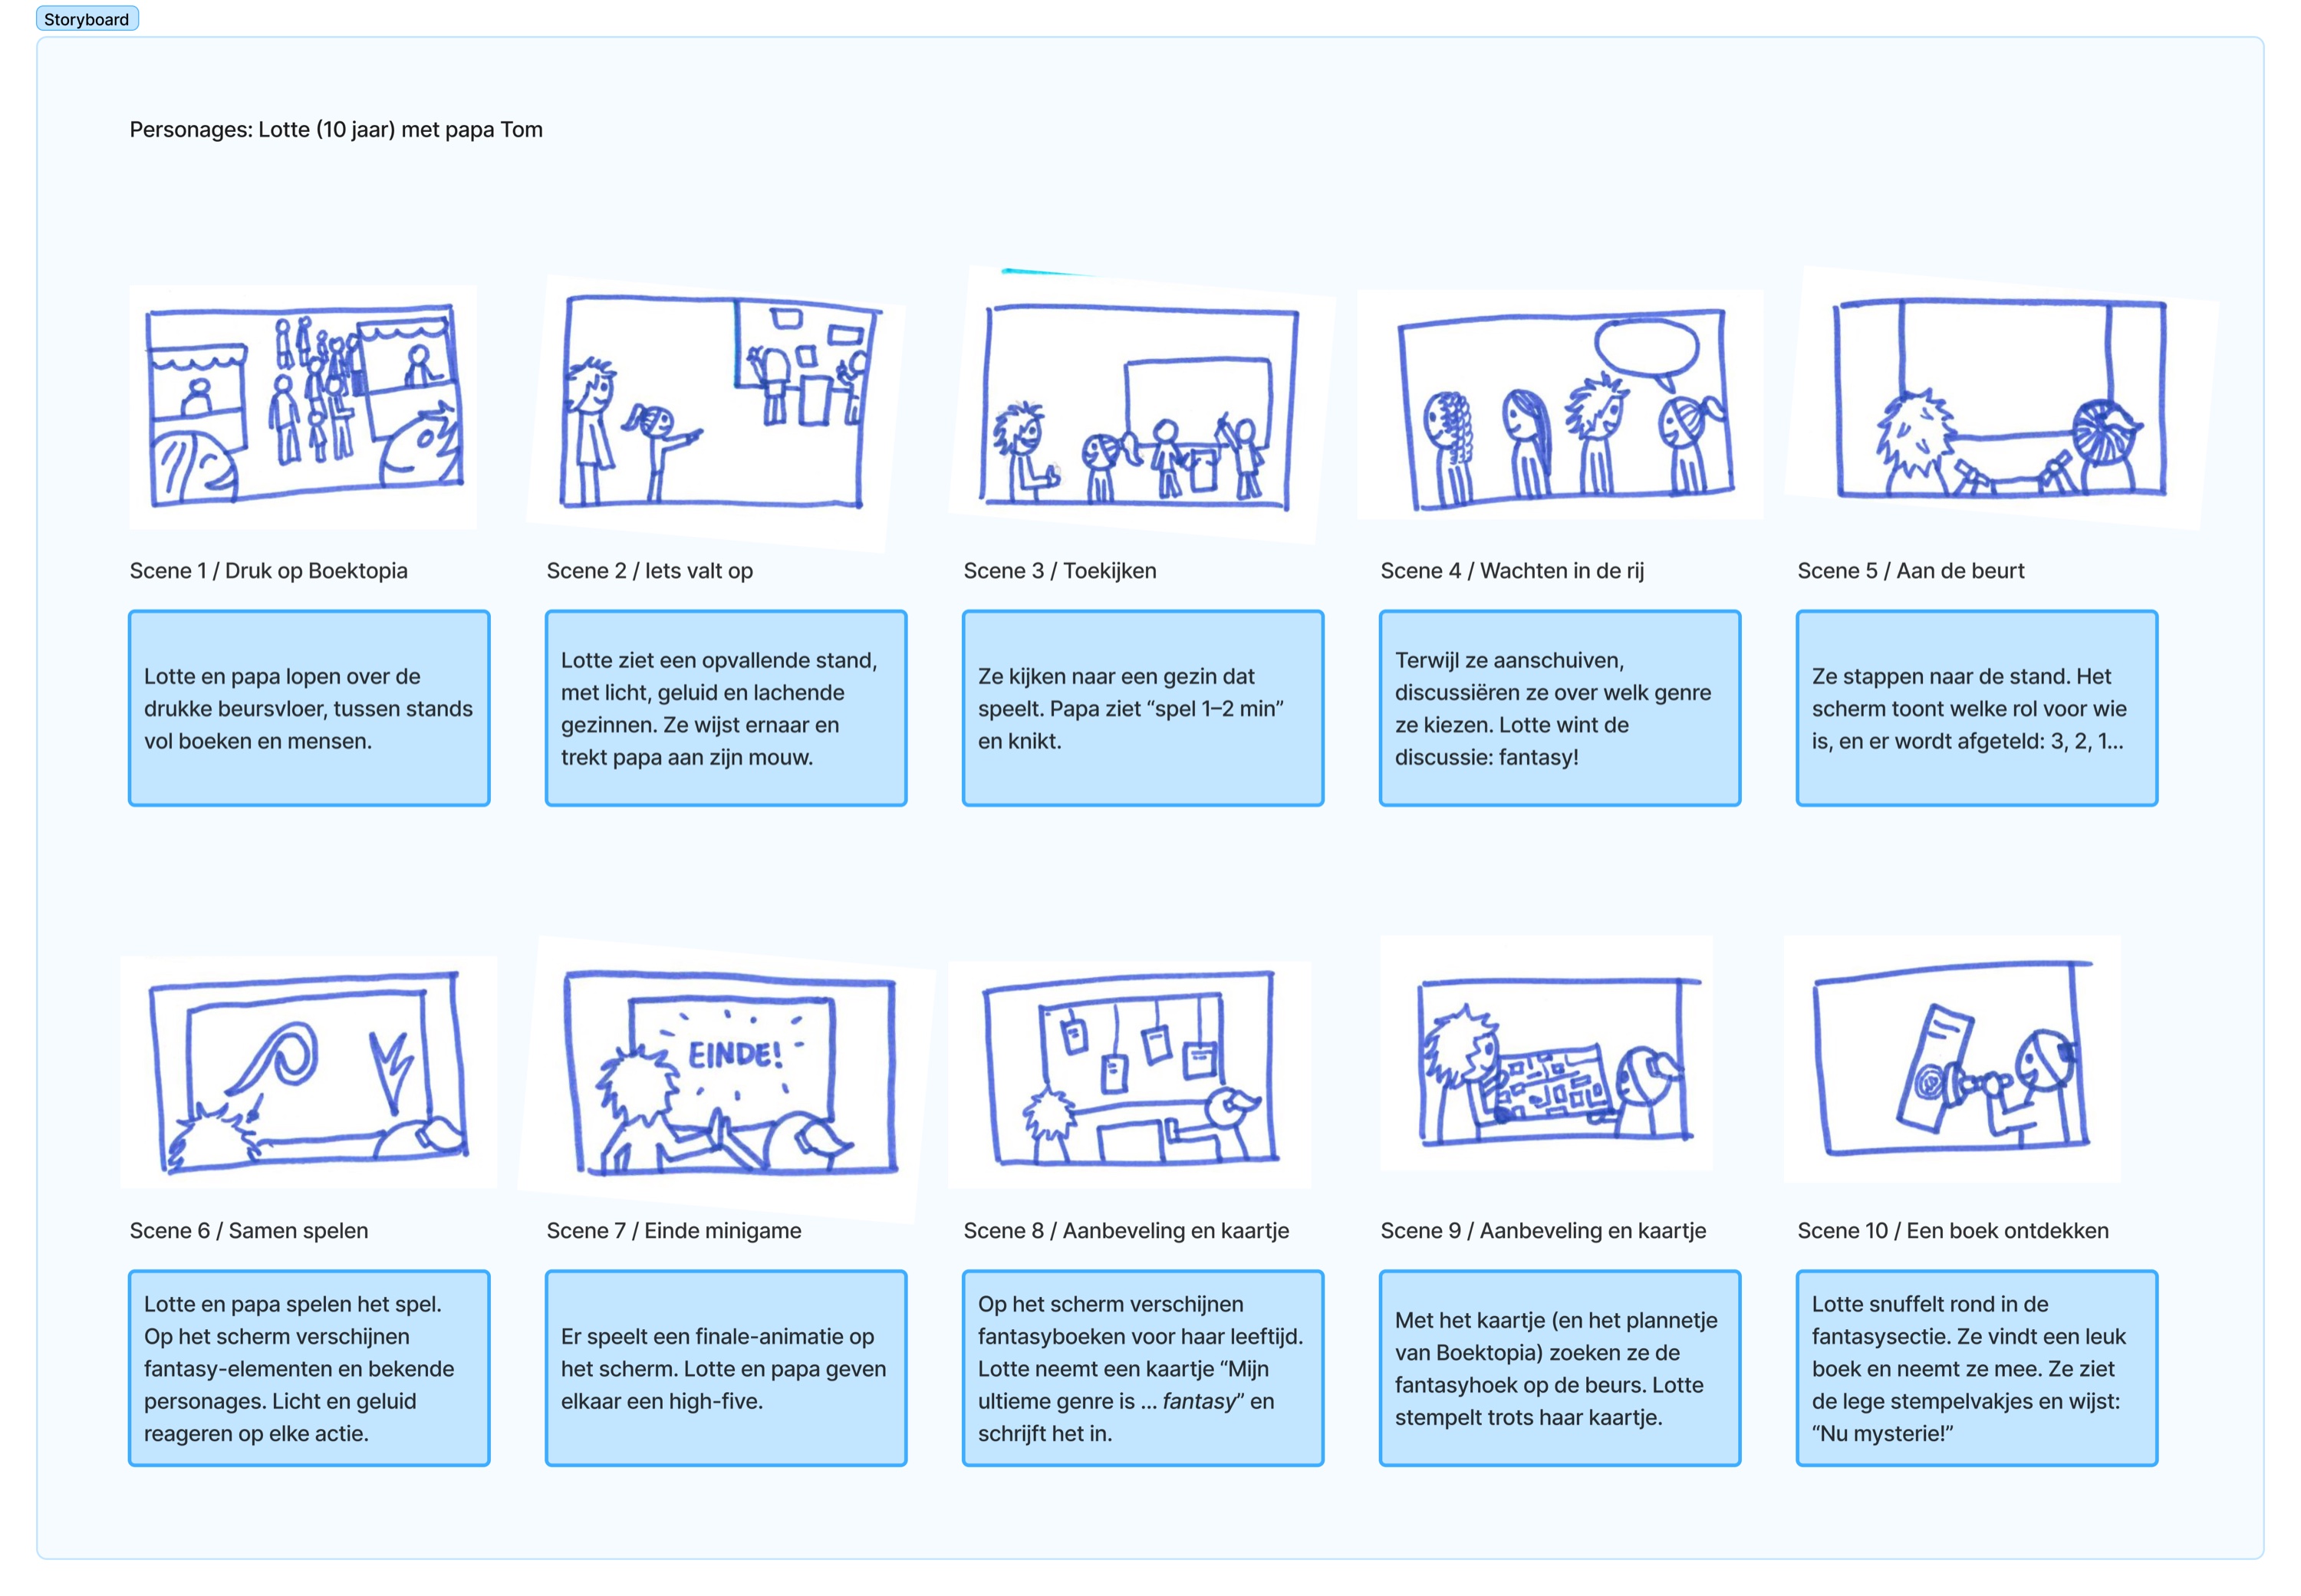 Storyboard
Personages: Lotte (10 jaar) met papa Tom
Scene 1 / Druk op Boektopia
Lotte en papa lopen over de
drukke beursvloer, tussen stands
vol boeken en mensen.
Scene 2 / Iets valt op
Lotte ziet een opvallende stand,
met licht, geluid en lachende
gezinnen. Ze wijst ernaar en
trekt papa aan zijn mouw.
Scene 3 / Toekijken
Ze kijken naar een gezin dat
speelt. Papa ziet “spel 1–2 min”
en knikt.
Scene 4 / Wachten in de rij
Terwijl ze aanschuiven,
discussiëren ze over welk genre
ze kiezen. Lotte wint de
discussie: fantasy!
Scene 5 / Aan de beurt
Ze stappen naar de stand. Het
scherm toont welke rol voor wie
is, en er wordt afgeteld: 3, 2, 1...
Scene 6 / Samen spelen
Lotte en papa spelen het spel.
Op het scherm verschijnen
fantasy-elementen en bekende
personages. Licht en geluid
reageren op elke actie.
EINDE!
Scene 7 / Einde minigame
Er speelt een finale-animatie op
het scherm. Lotte en papa geven
elkaar een high-five.
Scene 8 / Aanbeveling en kaartje
Op het scherm verschijnen
fantasyboeken voor haar leeftijd.
Lotte neemt een kaartje “Mijn
ultieme genre is ... fantasy” en
schrijft het in.
Scene 9 / Aanbeveling en kaartje
Met het kaartje (en het plannetje
van Boektopia) zoeken ze de
fantasyhoek op de beurs. Lotte
stempelt trots haar kaartje.
Scene 10 / Een boek ontdekken
Lotte snuffelt rond in de
fantasysectie. Ze vindt een leuk
boek en neemt ze mee. Ze ziet
de lege stempelvakjes en wijst:
“Nu mysterie!”